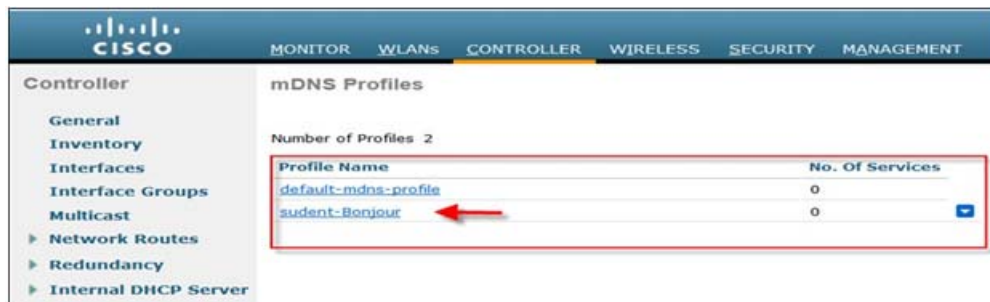 CISCO
MONITOR WLANs CONTROLLER WIRELESS SECURITY MANAGEMENT
Controller
General
Inventory
Interfaces
Interface Groups
Multicast
Network Routes
Redundancy
Internal DHCP Server
mDNS Profiles
Number of Profiles 2
Profile Name No. Of Services
default-mdns-profile 0
sudent-Bonjour 0